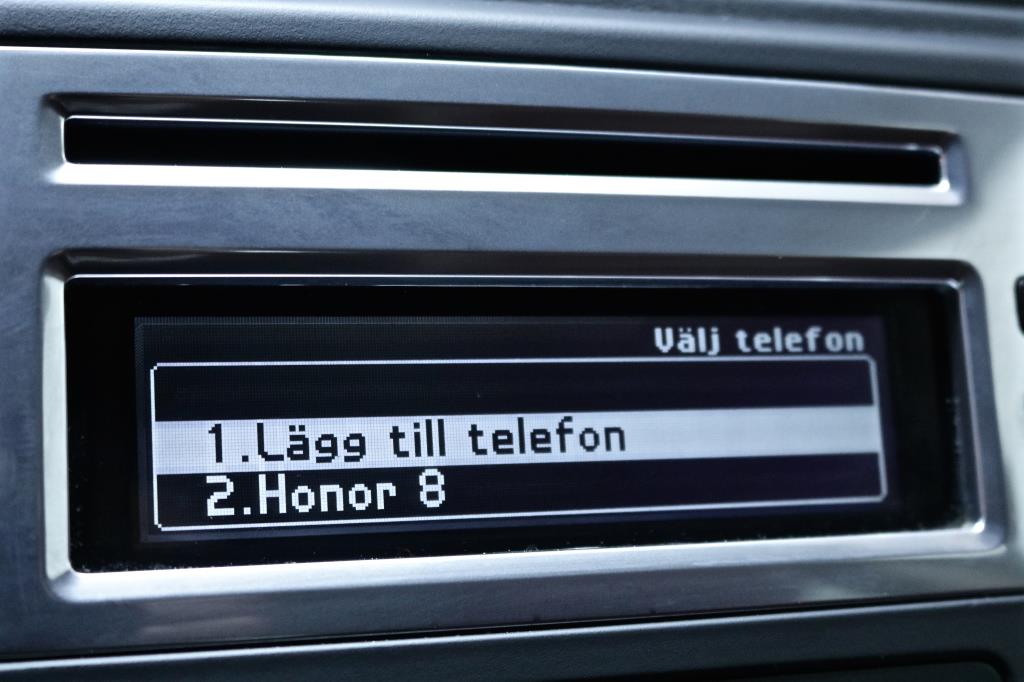 Välj telefon
1.Lägg till telefon
2.Honor 8